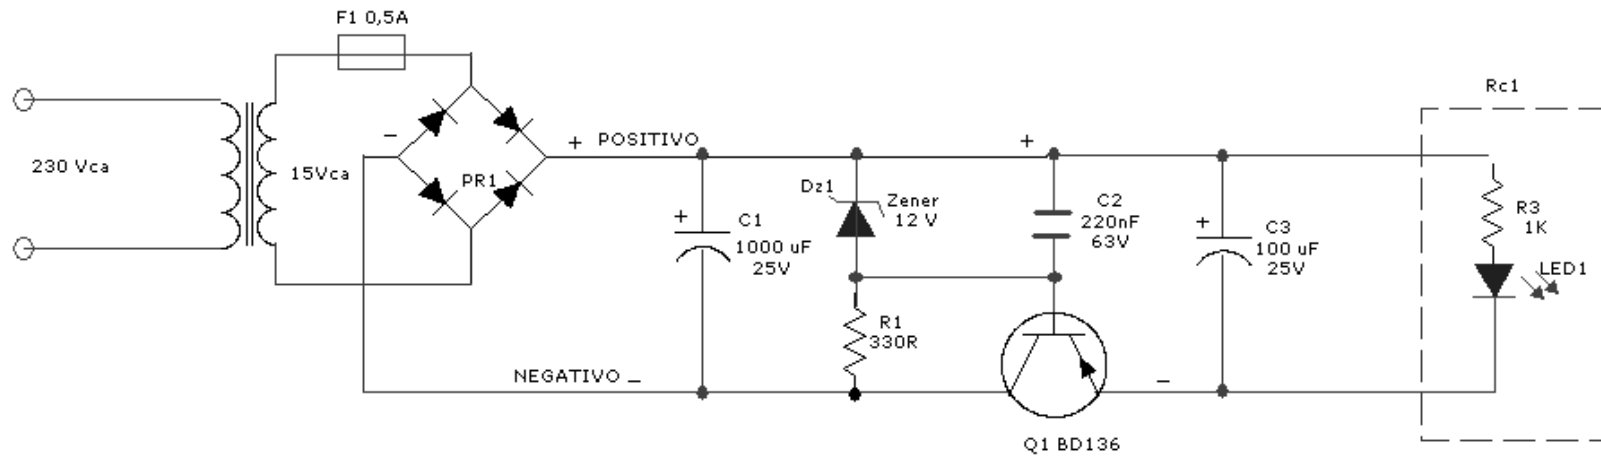 F1 0,5A
230 Vca
15Vca
PR1
−
+
POSITIVO
+
Rc1
Dz1
Zener
12 V
+
C1
1000 uF
25V
C2
220nF
63V
+
C3
100 uF
25V
R3
1K
LED1
R1
330R
NEGATIVO −
−
Q1 BD136